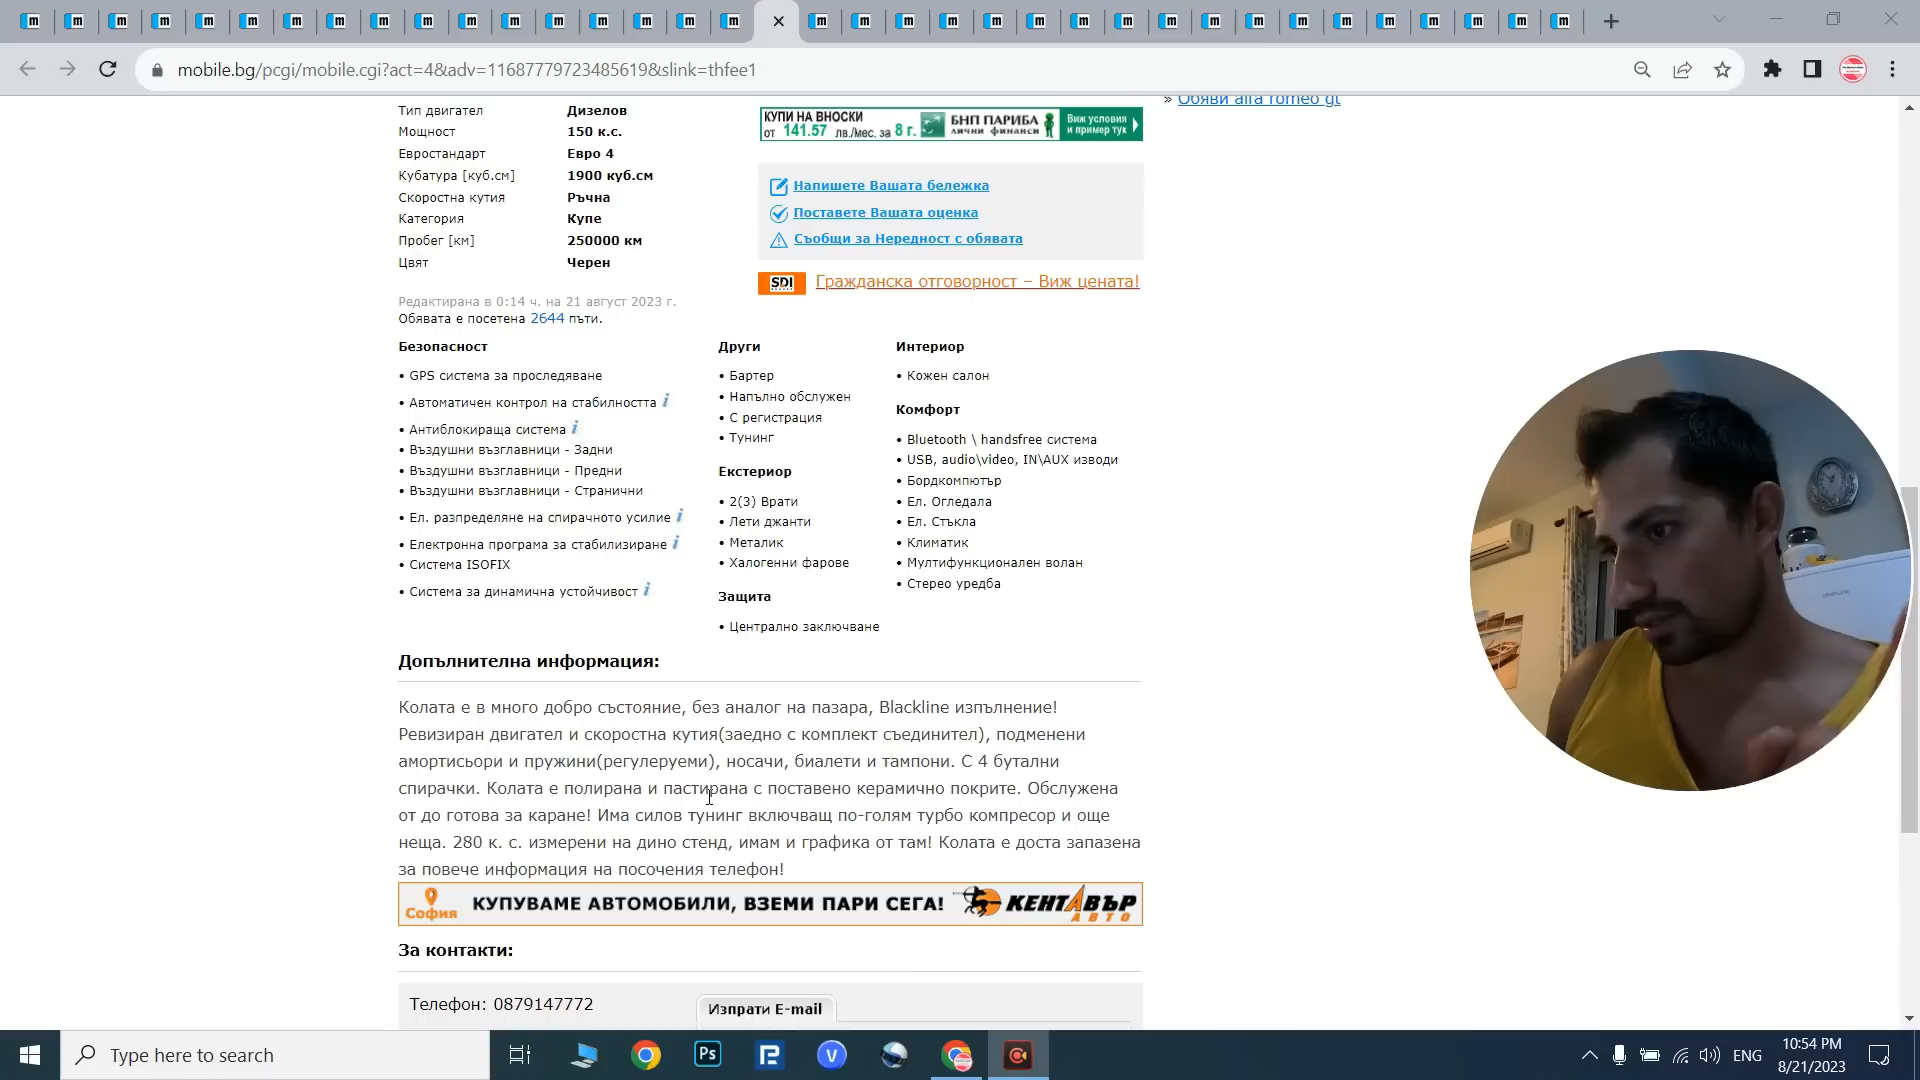 mobile.bg/pcgi/mobile.cgi?act=4&adv=11687779723485619&slink=thfee1
Тип двигател Дизелов
Мощност 150 к.с.
Евростандарт Евро 4
Кубатура [куб.см] 1900 куб.см
Скоростна кутия Ръчна
Категория Купе
Пробег [км] 250000 км
Цвят Черен
Редактирана в 0:14 ч. на 21 август 2023 г.
Обявата е посетена 2644 пъти.
КУПИ НА ВНОСКИ
от 141.57 лв./мес. за 8 г.
БНП ПАРИБА
лични финанси
Виж условия
и пример тук
Напишете Вашата бележка
Поставете Вашата оценка
Съобщи за Нередност с обявата
SDI Гражданска отговорност – Виж цената!
» Обяви alfa romeo gt
Безопасност
• GPS система за проследяване
• Автоматичен контрол на стабилността i
• Антиблокираща система i
• Въздушни възглавници - Задни
• Въздушни възглавници - Предни
• Въздушни възглавници - Странични
• Ел. разпределяне на спирачното усилие i
• Електронна програма за стабилизиране i
• Система ISOFIX
• Система за динамична устойчивост i
Други
• Бартер
• Напълно обслужен
• С регистрация
• Тунинг
Екстериор
• 2(3) Врати
• Лети джанти
• Металик
• Халогенни фарове
Защита
• Централно заключване
Интериор
• Кожен салон
Комфорт
• Bluetooth \ handsfree система
• USB, audio\video, IN\AUX изводи
• Бордкомпютър
• Ел. Огледала
• Ел. Стъкла
• Климатик
• Мултифункционален волан
• Стерео уредба
Допълнителна информация:
Колата е в много добро състояние, без аналог на пазара, Blackline изпълнение!
Ревизиран двигател и скоростна кутия(заедно с комплект съединител), подменени
амортисьори и пружини(регулеруеми), носачи, биалети и тампони. С 4 бутални
спирачки. Колата е полирана и пастирана с поставено керамично покрите. Обслужена
от до готова за каране! Има силов тунинг включващ по-голям турбо компресор и още
неща. 280 к. с. измерени на дино стенд, имам и графика от там! Колата е доста запазена
за повече информация на посочения телефон!
София КУПУВАМЕ АВТОМОБИЛИ, ВЗЕМИ ПАРИ СЕГА! КЕНТАВЪР
АВТО
За контакти:
Телефон: 0879147772
Изпрати E-mail
Type here to search
Ps
V
ENG
10:54 PM
8/21/2023